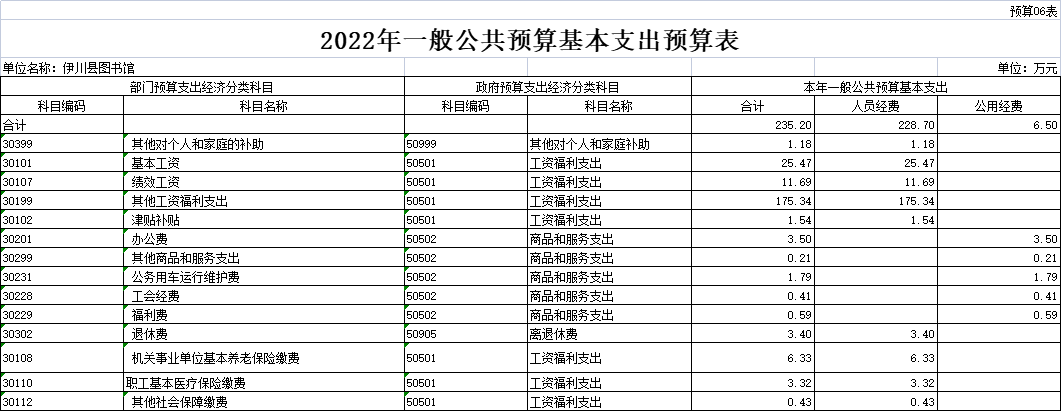 预算06表
2022年一般公共预算基本支出预算表
单位名称：伊川县图书馆 单位：万元
部门预算支出经济分类科目 政府预算支出经济分类科目 本年一般公共预算基本支出
科目编码 科目名称 科目编码 科目名称 合计 人员经费 公用经费
合计 235.20 228.70 6.50
30399 其他对个人和家庭的补助 50999 其他对个人和家庭补助 1.18 1.18
30101 基本工资 50501 工资福利支出 25.47 25.47
30107 绩效工资 50501 工资福利支出 11.69 11.69
30199 其他工资福利支出 50501 工资福利支出 175.34 175.34
30102 津贴补贴 50501 工资福利支出 1.54 1.54
30201 办公费 50502 商品和服务支出 3.50 3.50
30299 其他商品和服务支出 50502 商品和服务支出 0.21 0.21
30231 公务用车运行维护费 50502 商品和服务支出 1.79 1.79
30228 工会经费 50502 商品和服务支出 0.41 0.41
30229 福利费 50502 商品和服务支出 0.59 0.59
30302 退休费 50905 离退休费 3.40 3.40
30108 机关事业单位基本养老保险缴费 50501 工资福利支出 6.33 6.33
30110 职工基本医疗保险缴费 50501 工资福利支出 3.32 3.32
30112 其他社会保障缴费 50501 工资福利支出 0.43 0.43